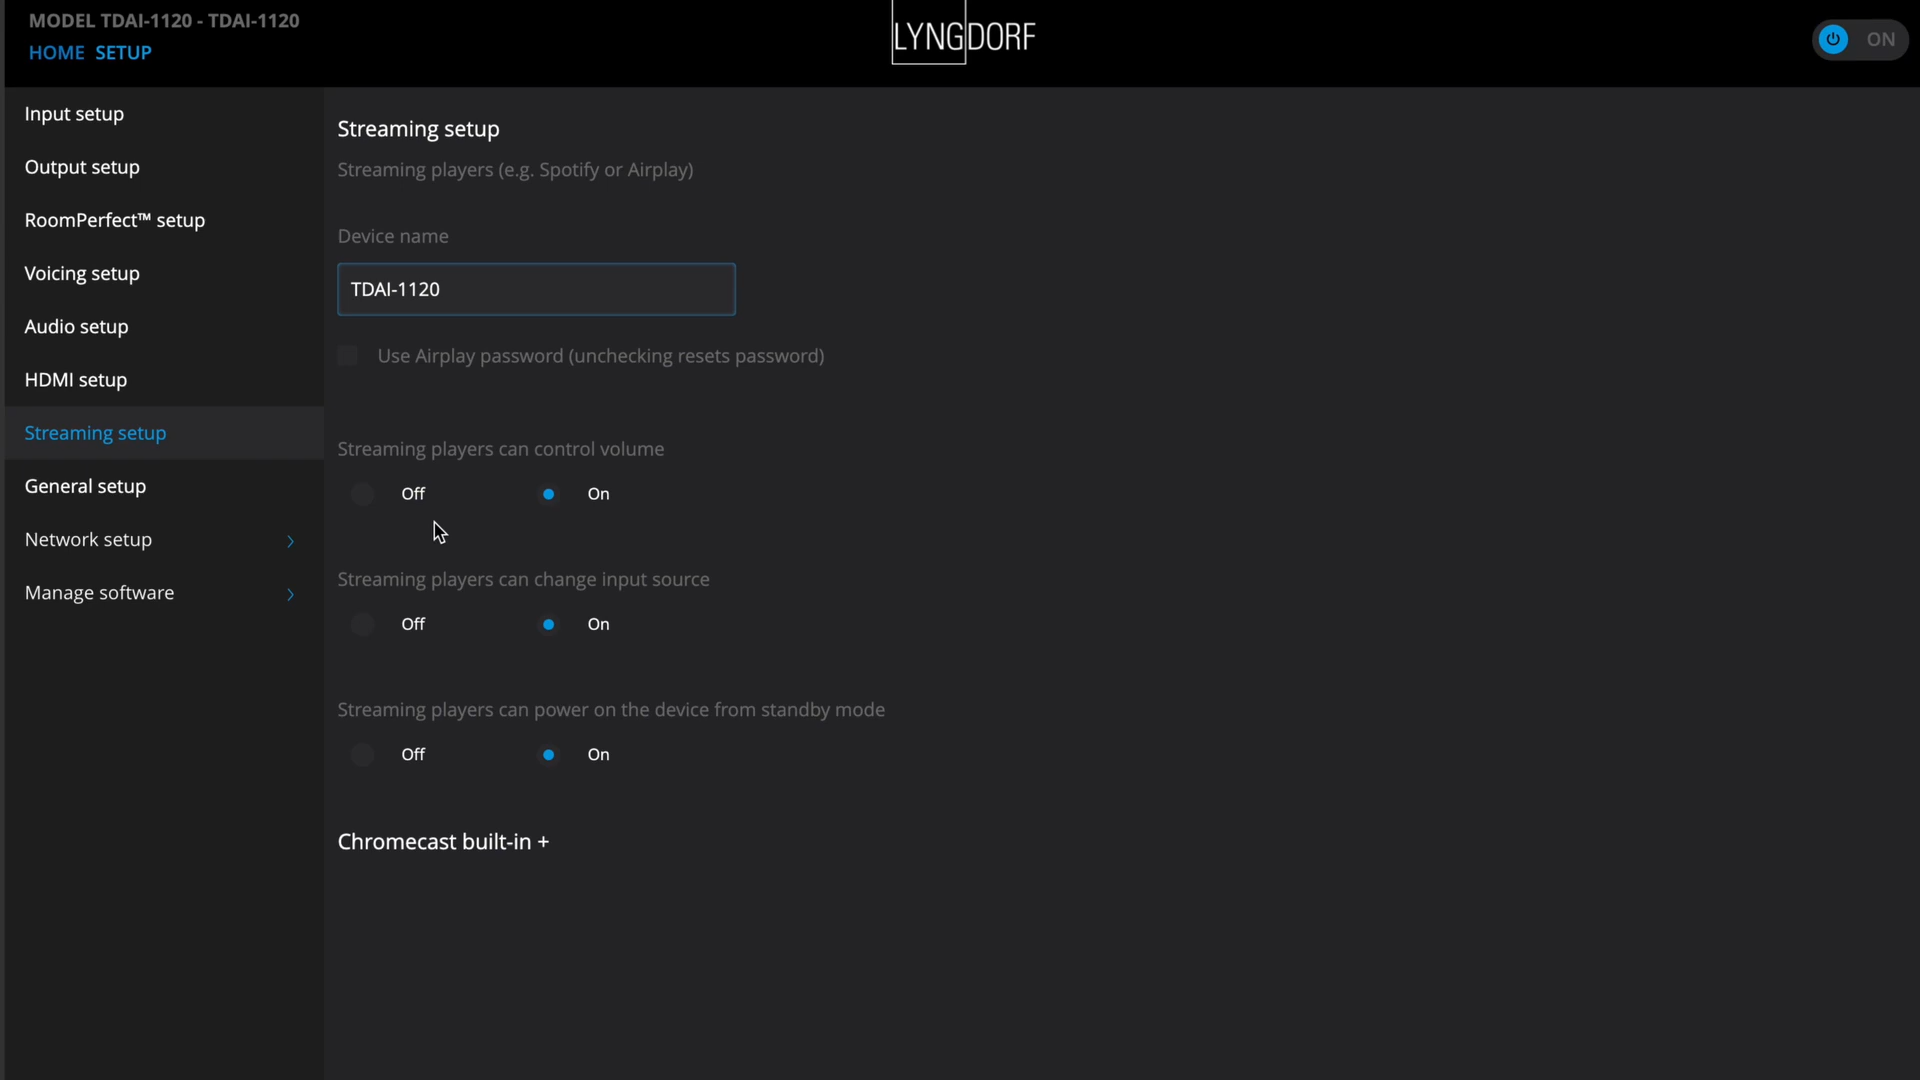 MODEL TDAI-1120 - TDAI-1120
HOME SETUP
LYNGDORF
ON
Input setup
Output setup
RoomPerfect™ setup
Voicing setup
Audio setup
HDMI setup
Streaming setup
General setup
Network setup
Manage software
Streaming setup
Streaming players (e.g. Spotify or Airplay)
Device name
TDAI-1120
Use Airplay password (unchecking resets password)
Streaming players can control volume
Off On
Streaming players can change input source
Off On
Streaming players can power on the device from standby mode
Off On
Chromecast built-in +